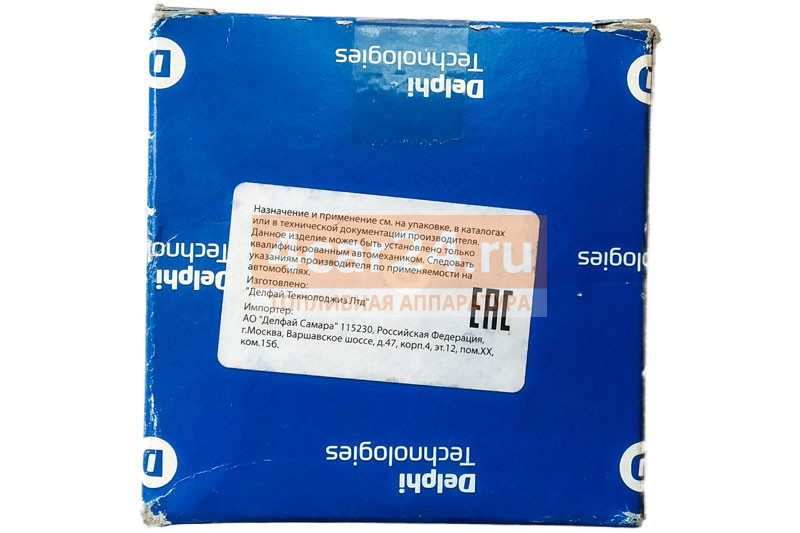 Delphi
Technologies
Назначение и применение см. на упаковке, в каталогах
или в технической документации производителя.
Данное изделие может быть установлено только
квалифицированным автомехаником. Следовать
указаниям производителя по применяемости на
автомобилях.
Изготовлено:
"Делфай Текнолоджиз Лтд"
Импортер:
АО "Делфай Самара" 115230, Российская Федерация,
г.Москва, Варшавское шоссе, д.47, корп.4, эт.12, пом.XX,
ком.15б.
EAC
4car24.ru
ТОПЛИВНАЯ АППАРАТУРА
Delphi
Technologies
Delphi
Technologies